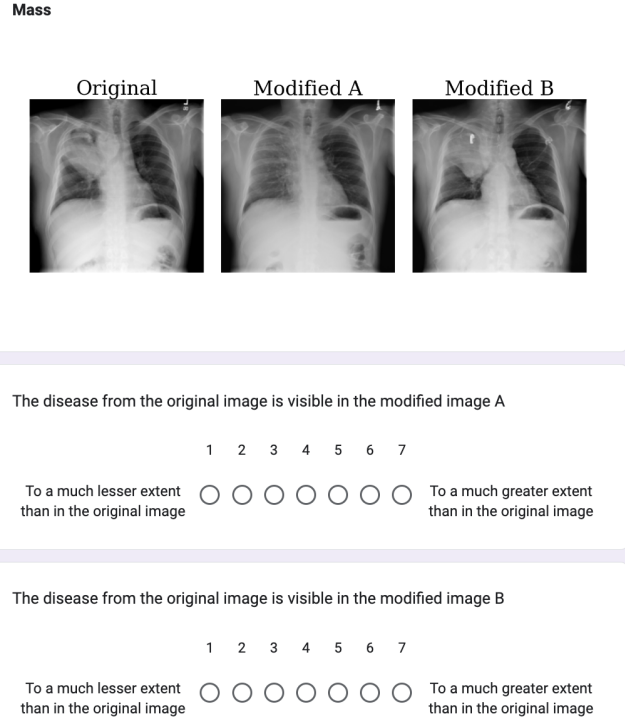 Mass
Original Modified A Modified B
The disease from the original image is visible in the modified image A
1 2 3 4 5 6 7
To a much lesser extent than in the original image
To a much greater extent than in the original image
The disease from the original image is visible in the modified image B
1 2 3 4 5 6 7
To a much lesser extent than in the original image
To a much greater extent than in the original image